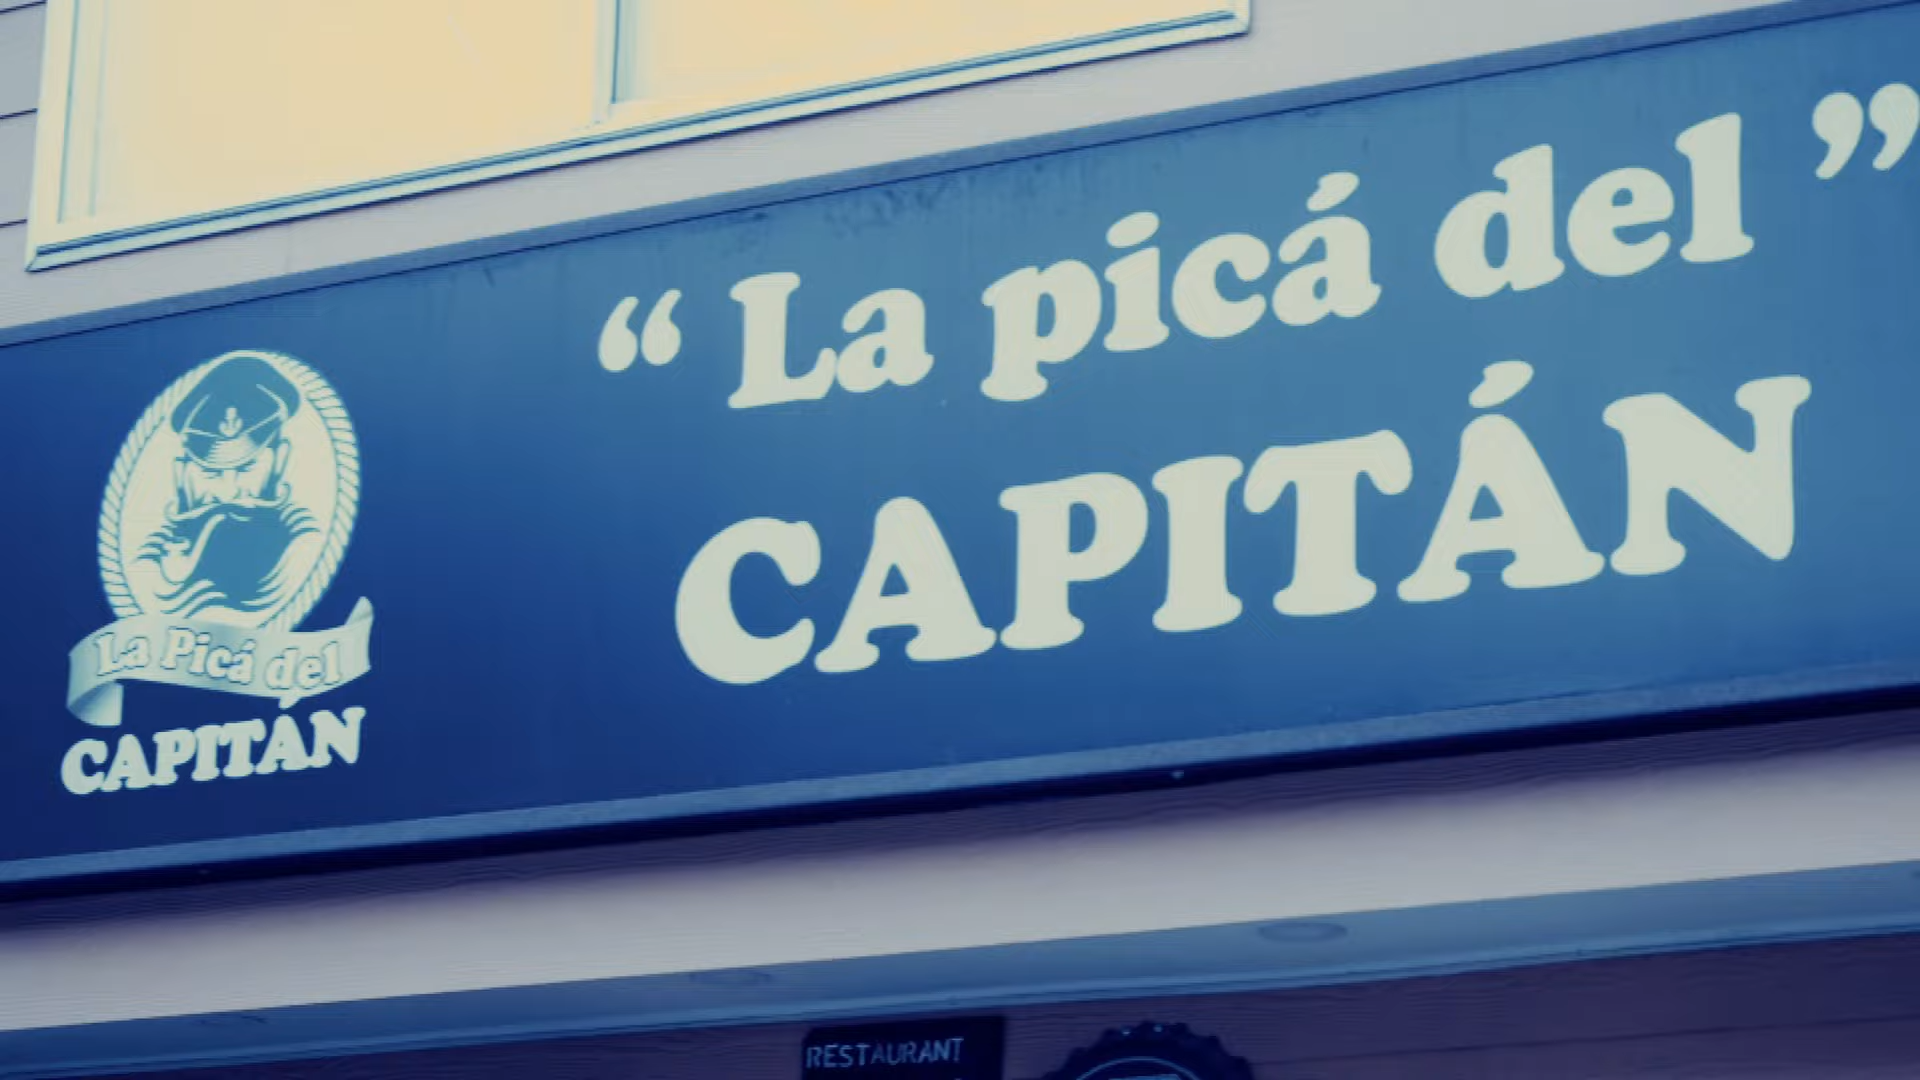 “ La picá del ”
CAPITÁN
La Picá del
CAPITÁN
RESTAURANT